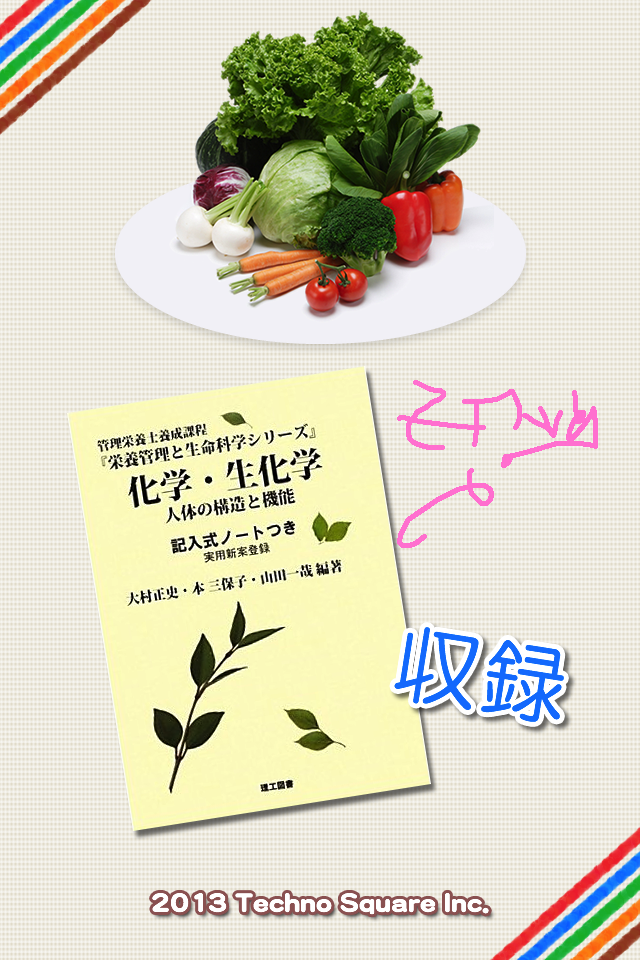 管理栄養士養成課程
『栄養管理と生命科学シリーズ』
化学・生化学
人体の構造と機能
記入式ノートつき
実用新案登録
大村正史・本 三保子・山田一哉 編著
理工図書
収録
2013 Techno Square Inc.